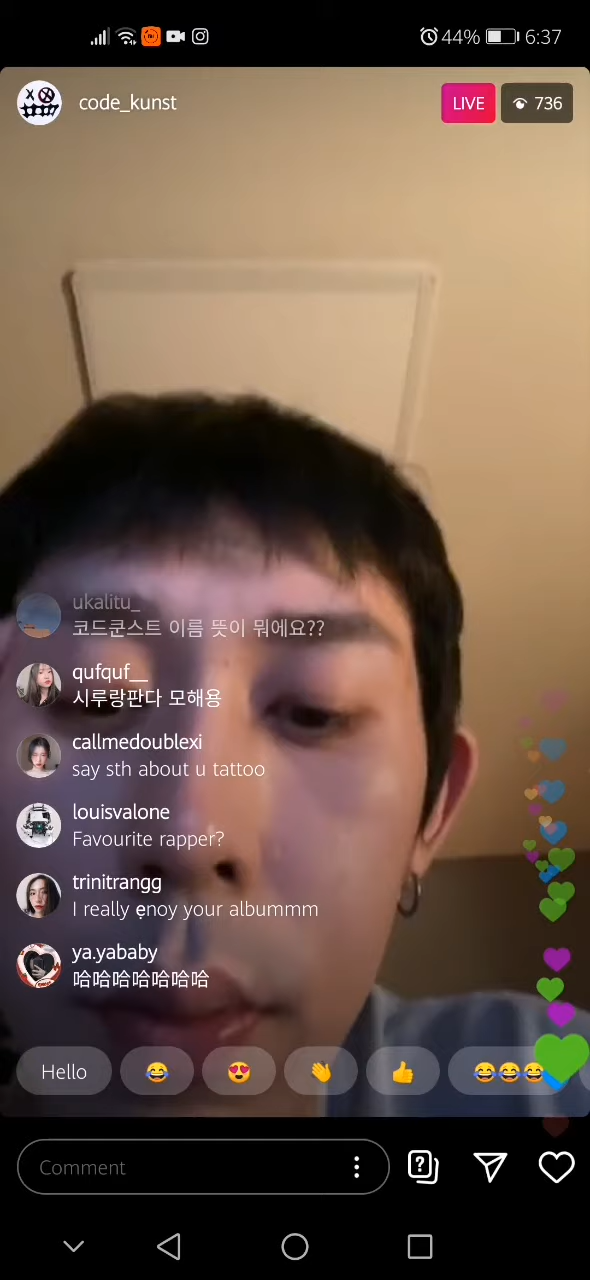 44% 6:37
code_kunst LIVE 736
ukalitu_
코드쿤스트 이름 뜻이 뭐에요??
qufquf__
시루랑판다 모해용
callmedoublexi
say sth about u tattoo
louisvalone
Favourite rapper?
trinitrangg
I really enoy your albummm
ya.yababy
哈哈哈哈哈哈哈
Hello
Comment